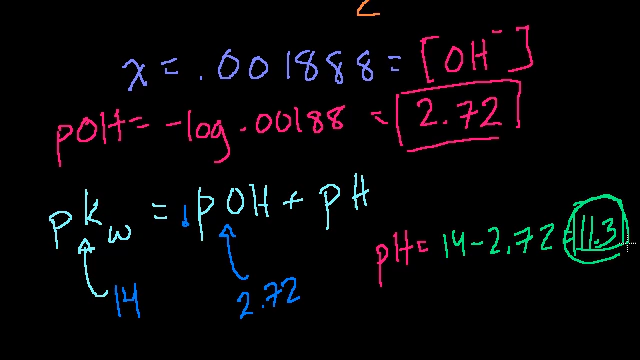 x = .001888 = [OH⁻]
pOH = -log .00188 = 2.72
pKw = pOH + pH
pH = 14 - 2.72 = 11.3
14
2.72